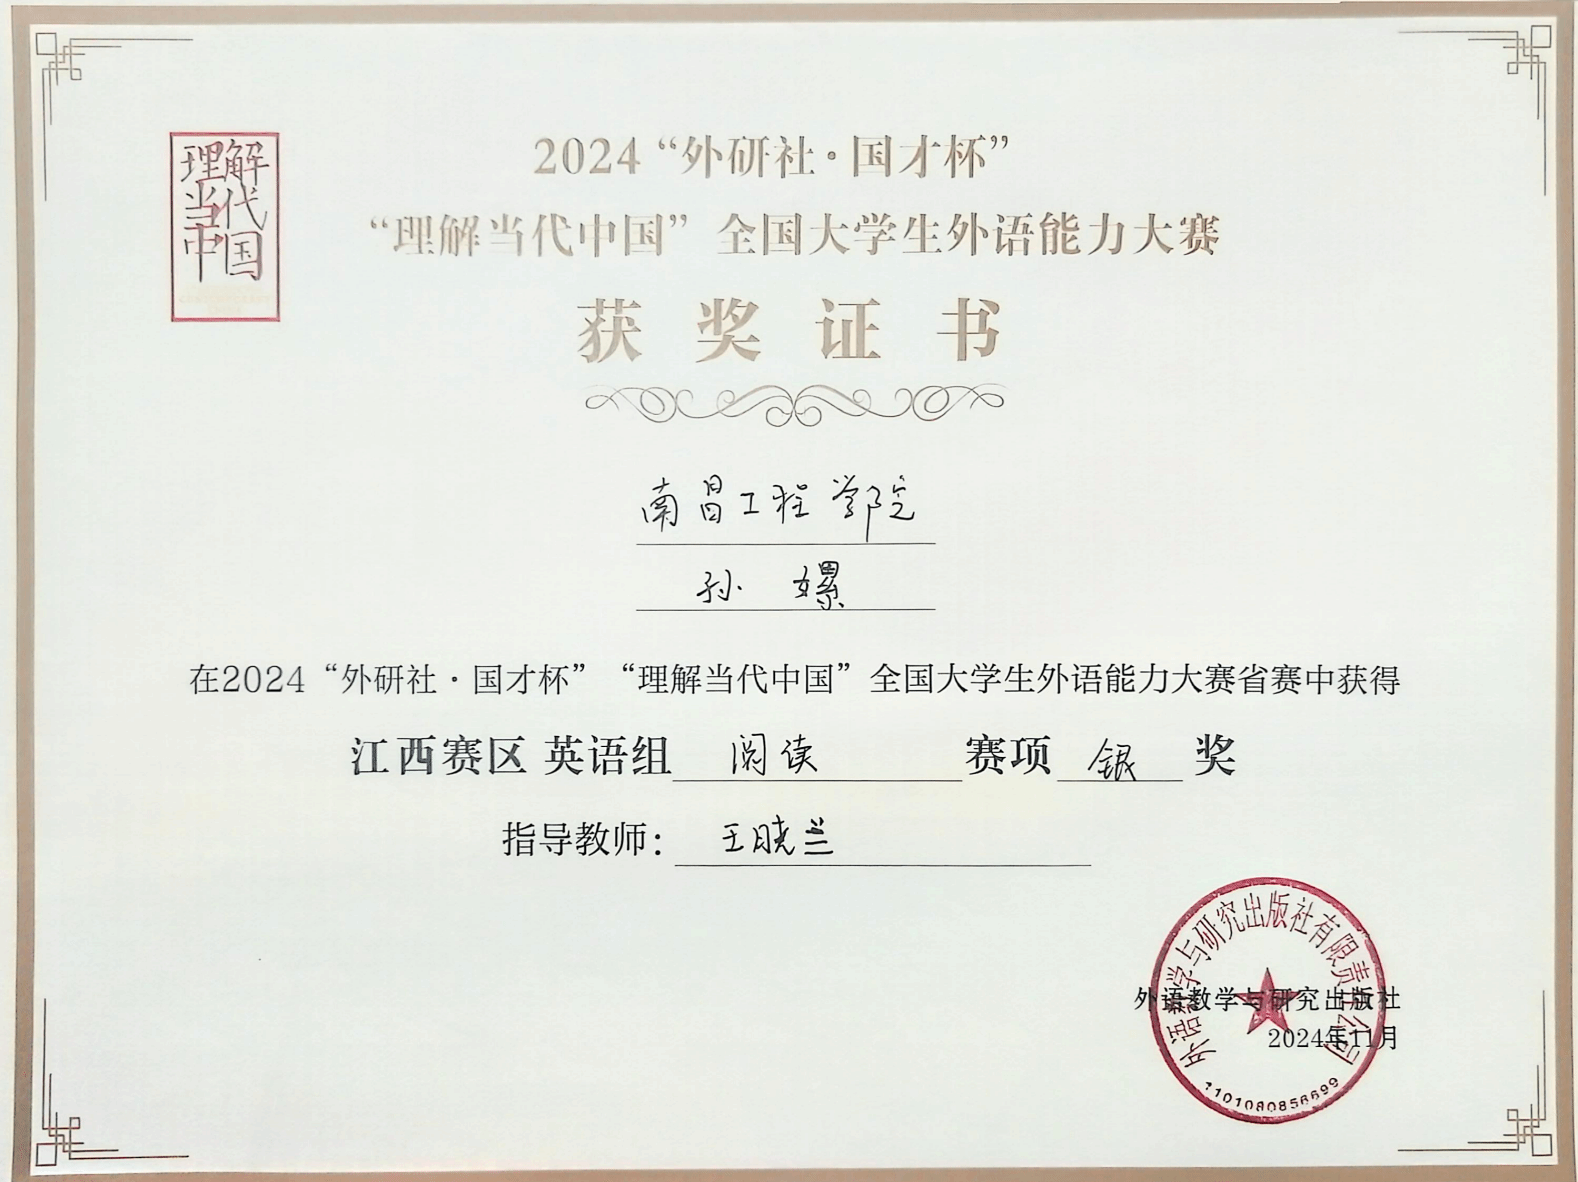 理解
当代
中国
2024“外研社·国才杯”
“理解当代中国”全国大学生外语能力大赛
获奖证书
南昌工程学院
孙嫘
在2024“外研社·国才杯”“理解当代中国”全国大学生外语能力大赛省赛中获得
江西赛区 英语组 阅读 赛项 银 奖
指导教师：王晓兰
外语教学与研究出版社有限责任公司
外语教学与研究出版社
2024年11月
1101080856699